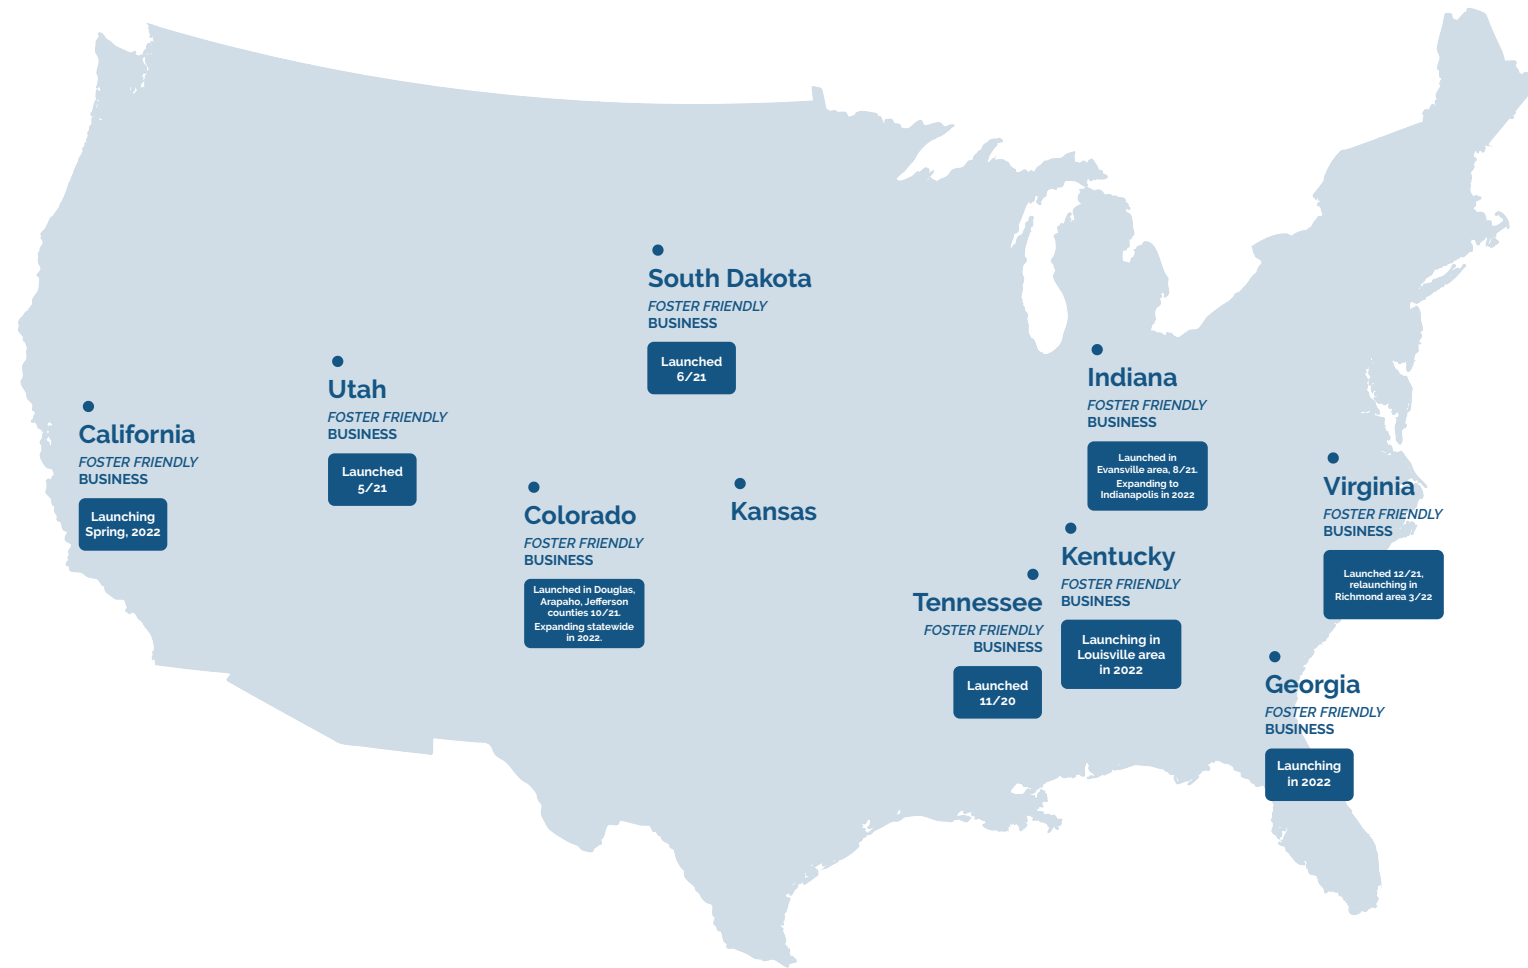 South Dakota
FOSTER FRIENDLY
BUSINESS
Launched
6/21
Utah
FOSTER FRIENDLY
BUSINESS
Launched
5/21
California
FOSTER FRIENDLY
BUSINESS
Launching
Spring, 2022
Colorado
FOSTER FRIENDLY
BUSINESS
Launched in Douglas,
Arapaho, Jefferson
counties 10/21.
Expanding statewide
in 2022.
Kansas
Indiana
FOSTER FRIENDLY
BUSINESS
Launched in
Evansville area, 8/21.
Expanding to
Indianapolis in 2022
Kentucky
FOSTER FRIENDLY
BUSINESS
Launching in
Louisville area
in 2022
Tennessee
FOSTER FRIENDLY
BUSINESS
Launched
11/20
Virginia
FOSTER FRIENDLY
BUSINESS
Launched 12/21,
relaunching in
Richmond area 3/22
Georgia
FOSTER FRIENDLY
BUSINESS
Launching
in 2022